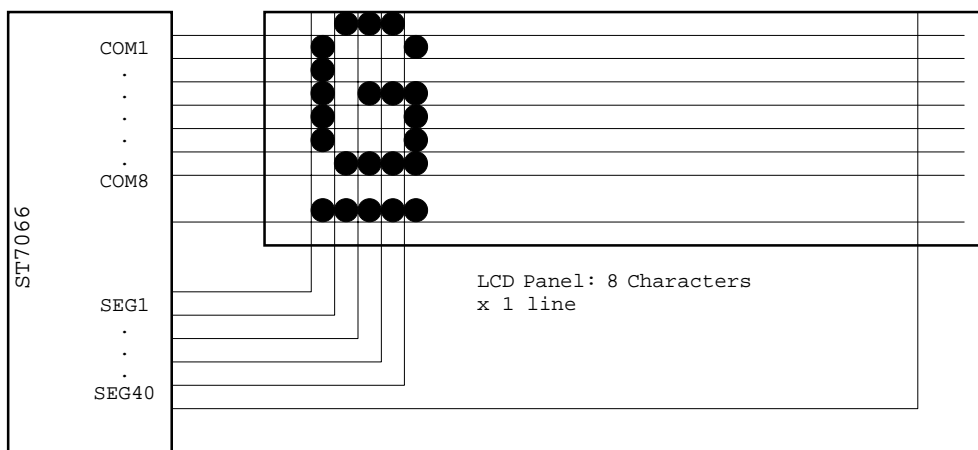 ST7066
COM1
.
.
.
.
COM8
SEG1
.
.
.
SEG40
LCD Panel: 8 Characters
x 1 line